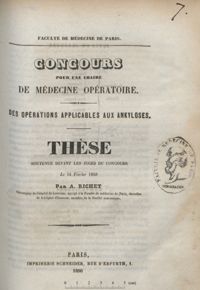 7.
FACULTÉ DE MÉDECINE DE PARIS.
CONCOURS
POUR UNE CHAIRE
DE MÉDECINE OPÉRATOIRE.
DES OPÉRATIONS APPLICABLES AUX ANKYLOSES.
THÈSE
SOUTENUE DEVANT LES JUGES DU CONCOURS
Le 14 Février 1850
PAR A. RICHET
PARIS,
IMPRIMERIE SCHNEIDER, RUE D'ERFURTH, 1.
1850